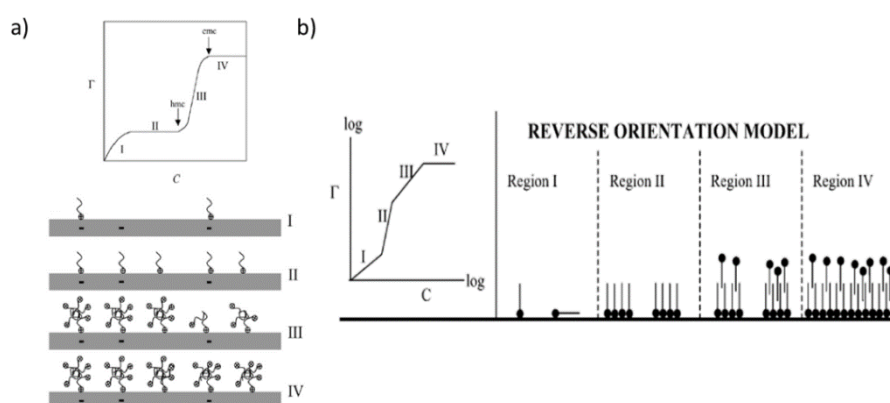 a)
cmc
Γ
IV
III
hmc
II
I
C
I
II
III
IV
b)
log
Γ
IV
III
II
I
C
log
REVERSE ORIENTATION MODEL
Region I
Region II
Region III
Region IV